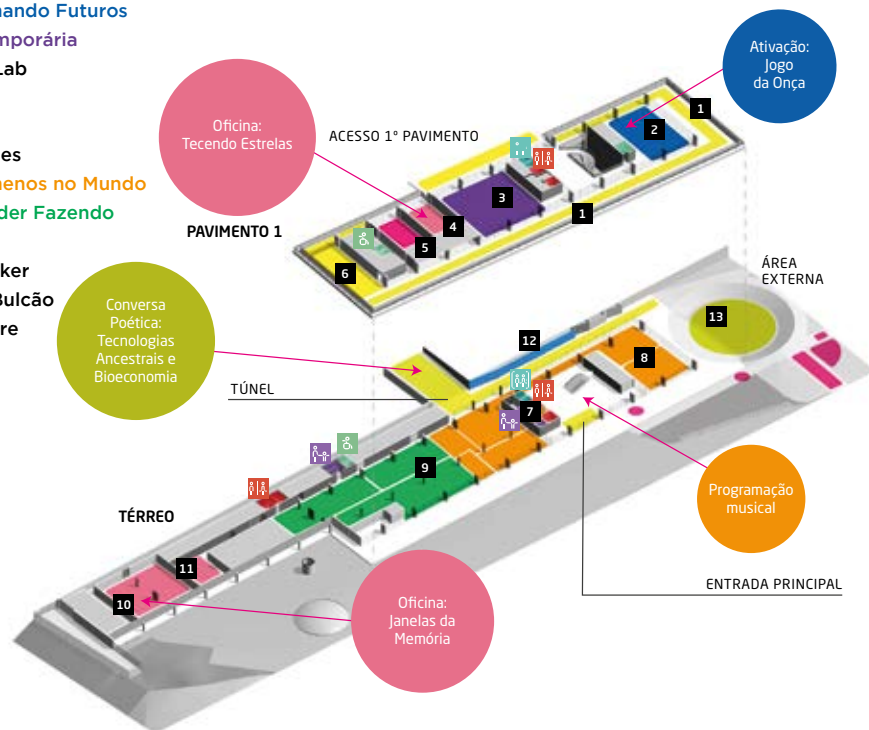 nando Futuros
mporária
Lab
es
nenos no Mundo
der Fazendo
ker
Bulcão
re
Ativação:
Jogo
da Onça
Oficina:
Tecendo Estrelas
ACESSO 1º PAVIMENTO
PAVIMENTO 1
1
2
3
1
4
5
6
ÁREA
EXTERNA
Conversa
Poética:
Tecnologias
Ancestrais e
Bioeconomia
TÚNEL
13
12
8
7
9
TÉRREO
Programação
musical
ENTRADA PRINCIPAL
11
10
Oficina:
Janelas da
Memória